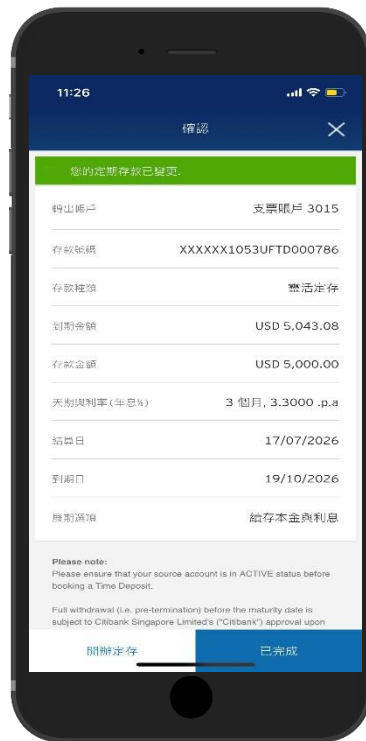 11:26
確認
您的定期存款已變更.
轉出帳戶 支票賬戶 3015
存款號碼 XXXXXX1053UFTD000786
存款種類 靈活定存
到期金額 USD 5,043.08
存款金額 USD 5,000.00
天期與利率(年息%) 3 個月, 3.3000 .p.a
結算日 17/07/2026
到期日 19/10/2026
展期選項 續存本金與利息
Please note:
Please ensure that your source account is in ACTIVE status before
booking a Time Deposit.
Full withdrawal (i.e. pre-termination) before the maturity date is
subject to Citibank Singapore Limited's ("Citibank") approval upon
開辦定存 已完成